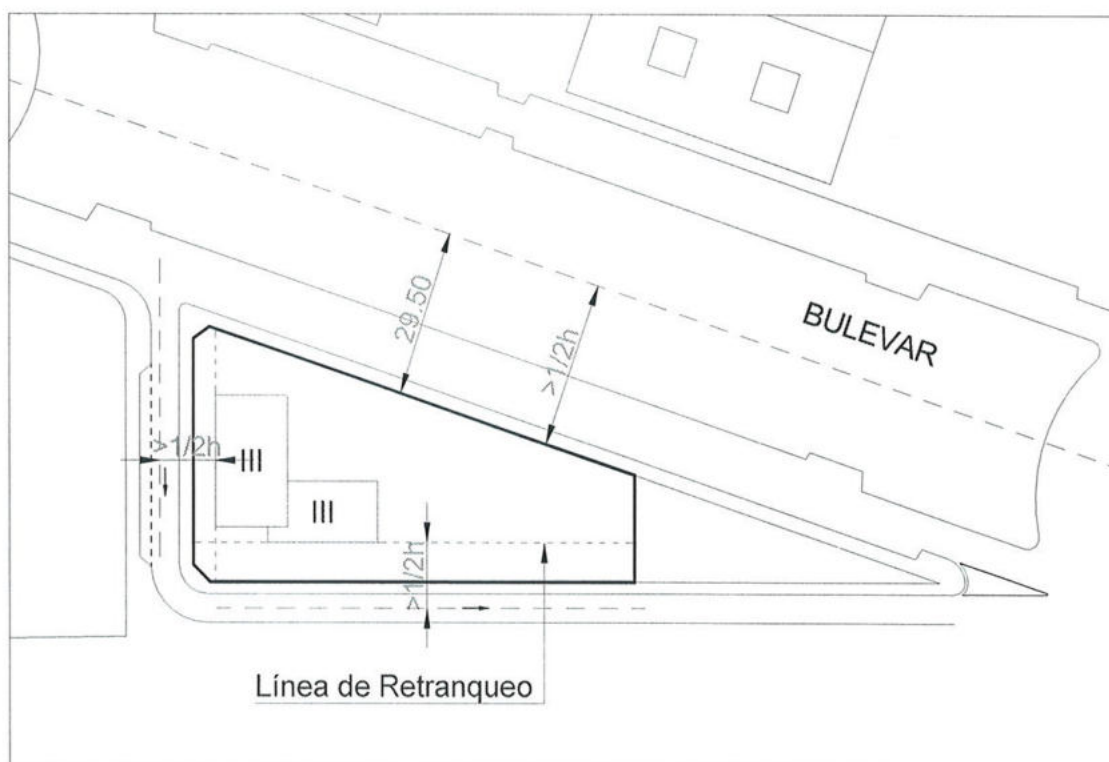 29.50
>1/2h
BULEVAR
>1/2h
III
III
>1/2h
Línea de Retranqueo